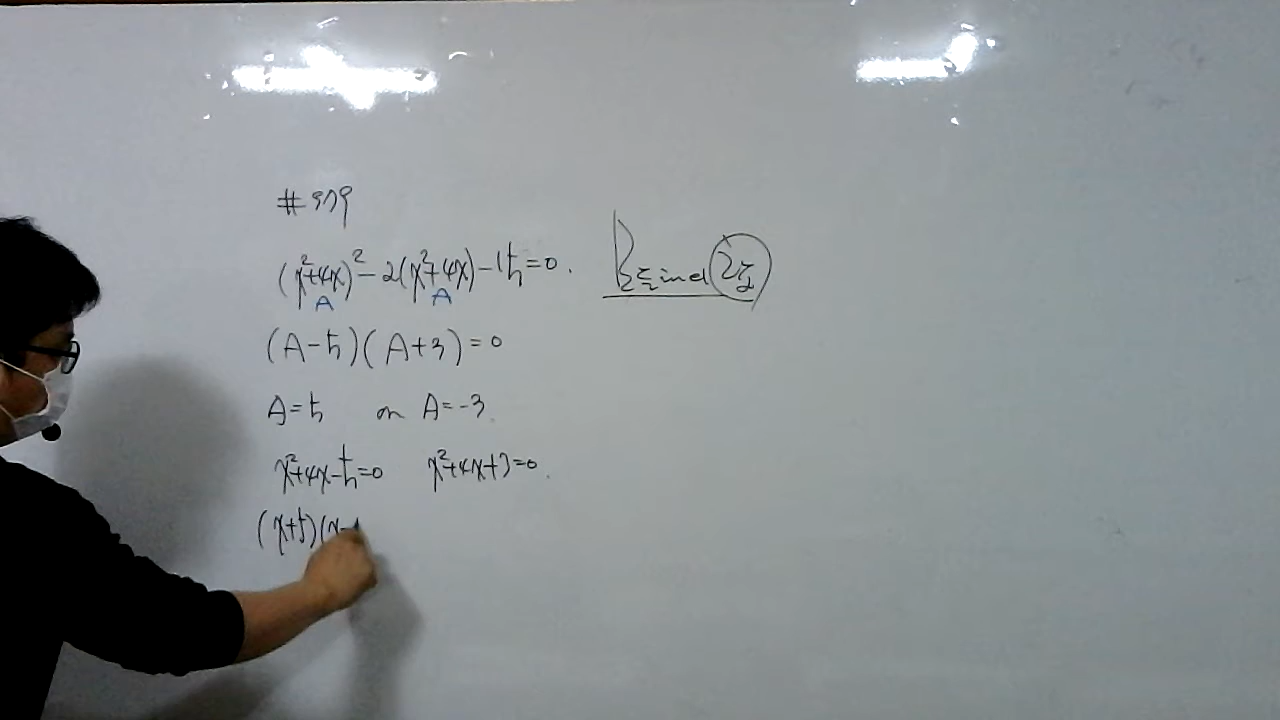 #979
(x²+4x)²-2(x²+4x)-15=0.
A A
(A-5)(A+3)=0
A=5 or A=-3.
x²+4x-5=0 x²+4x+3=0.
(x+5)(x-